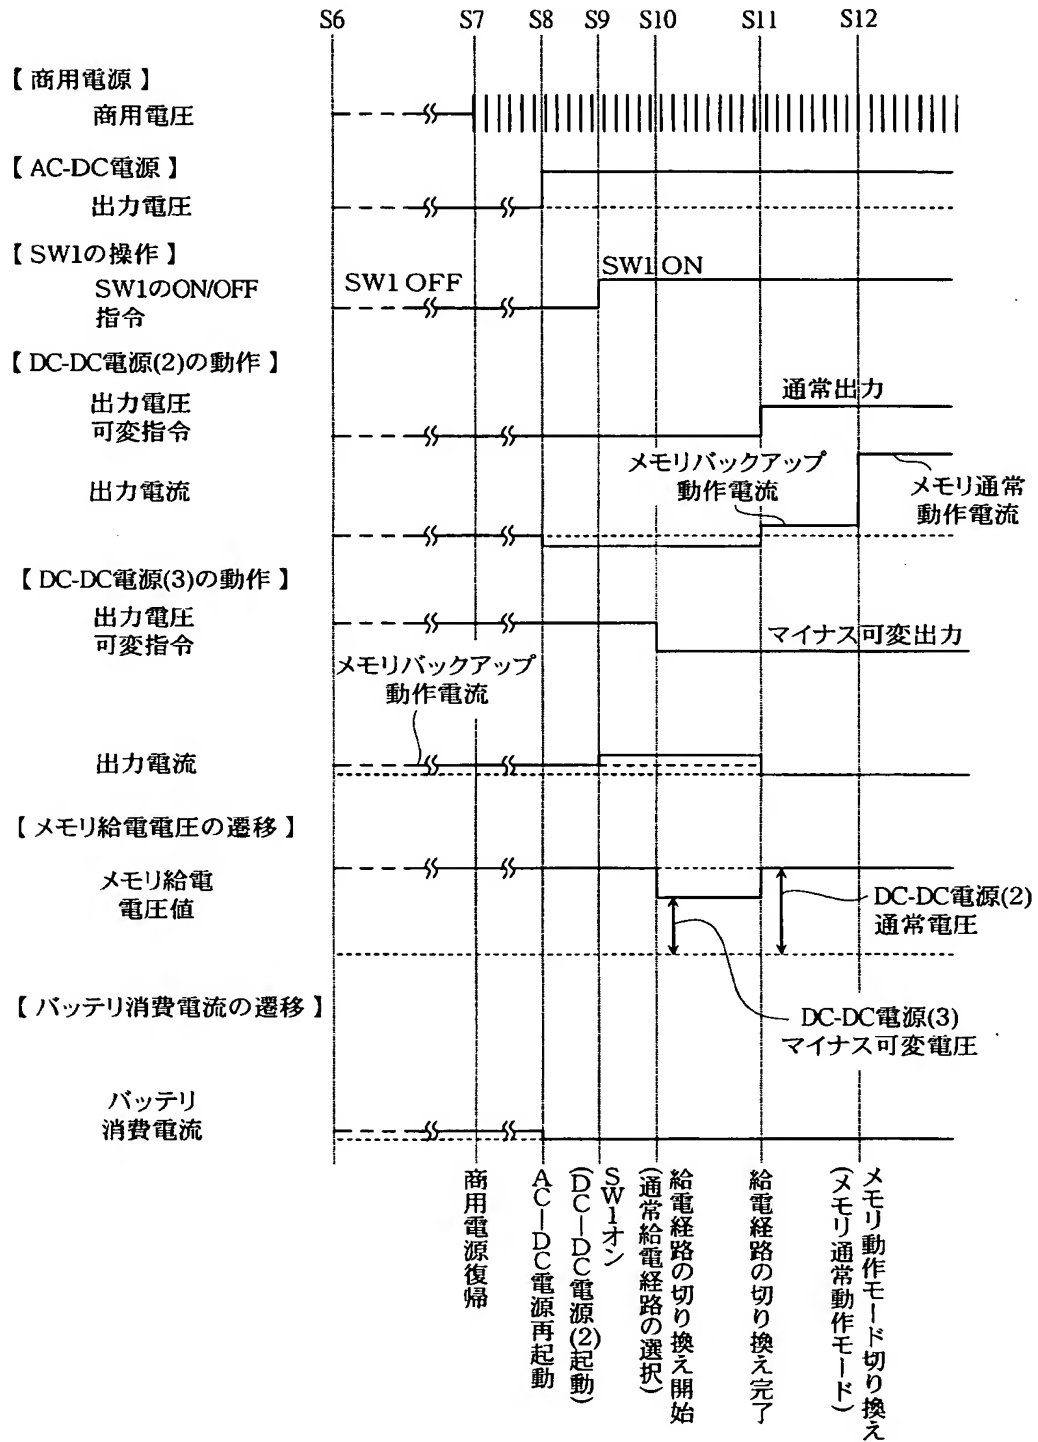 S6 S7 S8 S9 S10 S11 S12
【 商用電源 】
商用電圧
【 AC-DC電源 】
出力電圧
【 SW1の操作 】
SW1のON/OFF
指令
SW1 OFF
SW1 ON
【 DC-DC電源(2)の動作 】
出力電圧
可変指令
通常出力
出力電流
メモリバックアップ
動作電流
メモリ通常
動作電流
【 DC-DC電源(3)の動作 】
出力電圧
可変指令
マイナス可変出力
メモリバックアップ
動作電流
出力電流
【 メモリ給電電圧の遷移 】
メモリ給電
電圧値
DC-DC電源(2)
通常電圧
【 バッテリ消費電流の遷移 】
DC-DC電源(3)
マイナス可変電圧
バッテリ
消費電流
商用電源復帰
AC-DC電源再起動
SW1オン
(DC-DC電源(2)起動)
給電経路の切り換え開始
(通常給電経路の選択)
給電経路の切り換え完了
メモリ動作モード切り換え
(メモリ通常動作モード)